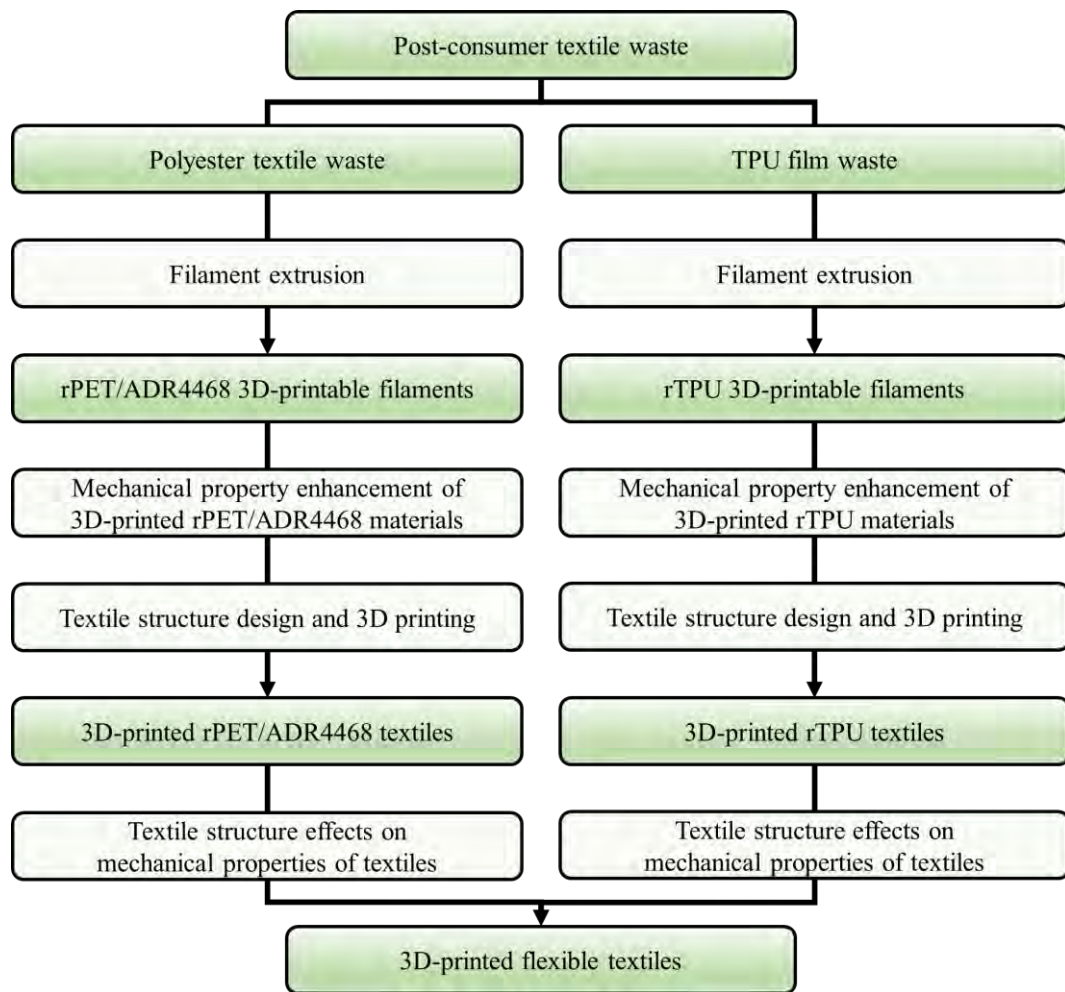 Post-consumer textile waste
Polyester textile waste
TPU film waste
Filament extrusion
Filament extrusion
rPET/ADR4468 3D-printable filaments
rTPU 3D-printable filaments
Mechanical property enhancement of
3D-printed rPET/ADR4468 materials
Mechanical property enhancement of
3D-printed rTPU materials
Textile structure design and 3D printing
Textile structure design and 3D printing
3D-printed rPET/ADR4468 textiles
3D-printed rTPU textiles
Textile structure effects on
mechanical properties of textiles
Textile structure effects on
mechanical properties of textiles
3D-printed flexible textiles